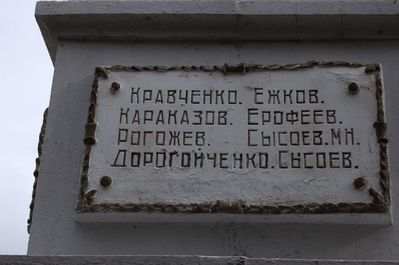 КРАВЧЕНКО. ЕЖКОВ.
КАРАКАЗОВ. ЕРОФЕЕВ.
РОГОЖЕВ. СЫСОЕВ. М.Н.
ДОРОГОЙЧЕНКО. СЫСОЕВ.